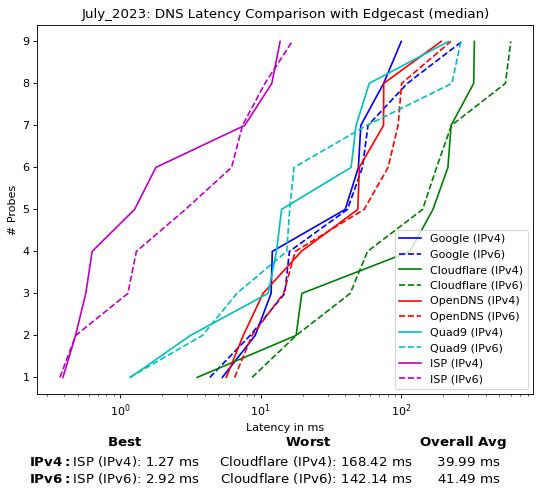 July_2023: DNS Latency Comparison with Edgecast (median)
9
8
7
6
5
4
3
2
1
# Probes
10⁰
10¹
10²
Latency in ms
Google (IPv4)
Google (IPv6)
Cloudflare (IPv4)
Cloudflare (IPv6)
OpenDNS (IPv4)
OpenDNS (IPv6)
Quad9 (IPv4)
Quad9 (IPv6)
ISP (IPv4)
ISP (IPv6)
Best Worst Overall Avg
IPv4: ISP (IPv4): 1.27 ms Cloudflare (IPv4): 168.42 ms 39.99 ms
IPv6: ISP (IPv6): 2.92 ms Cloudflare (IPv6): 142.14 ms 41.49 ms